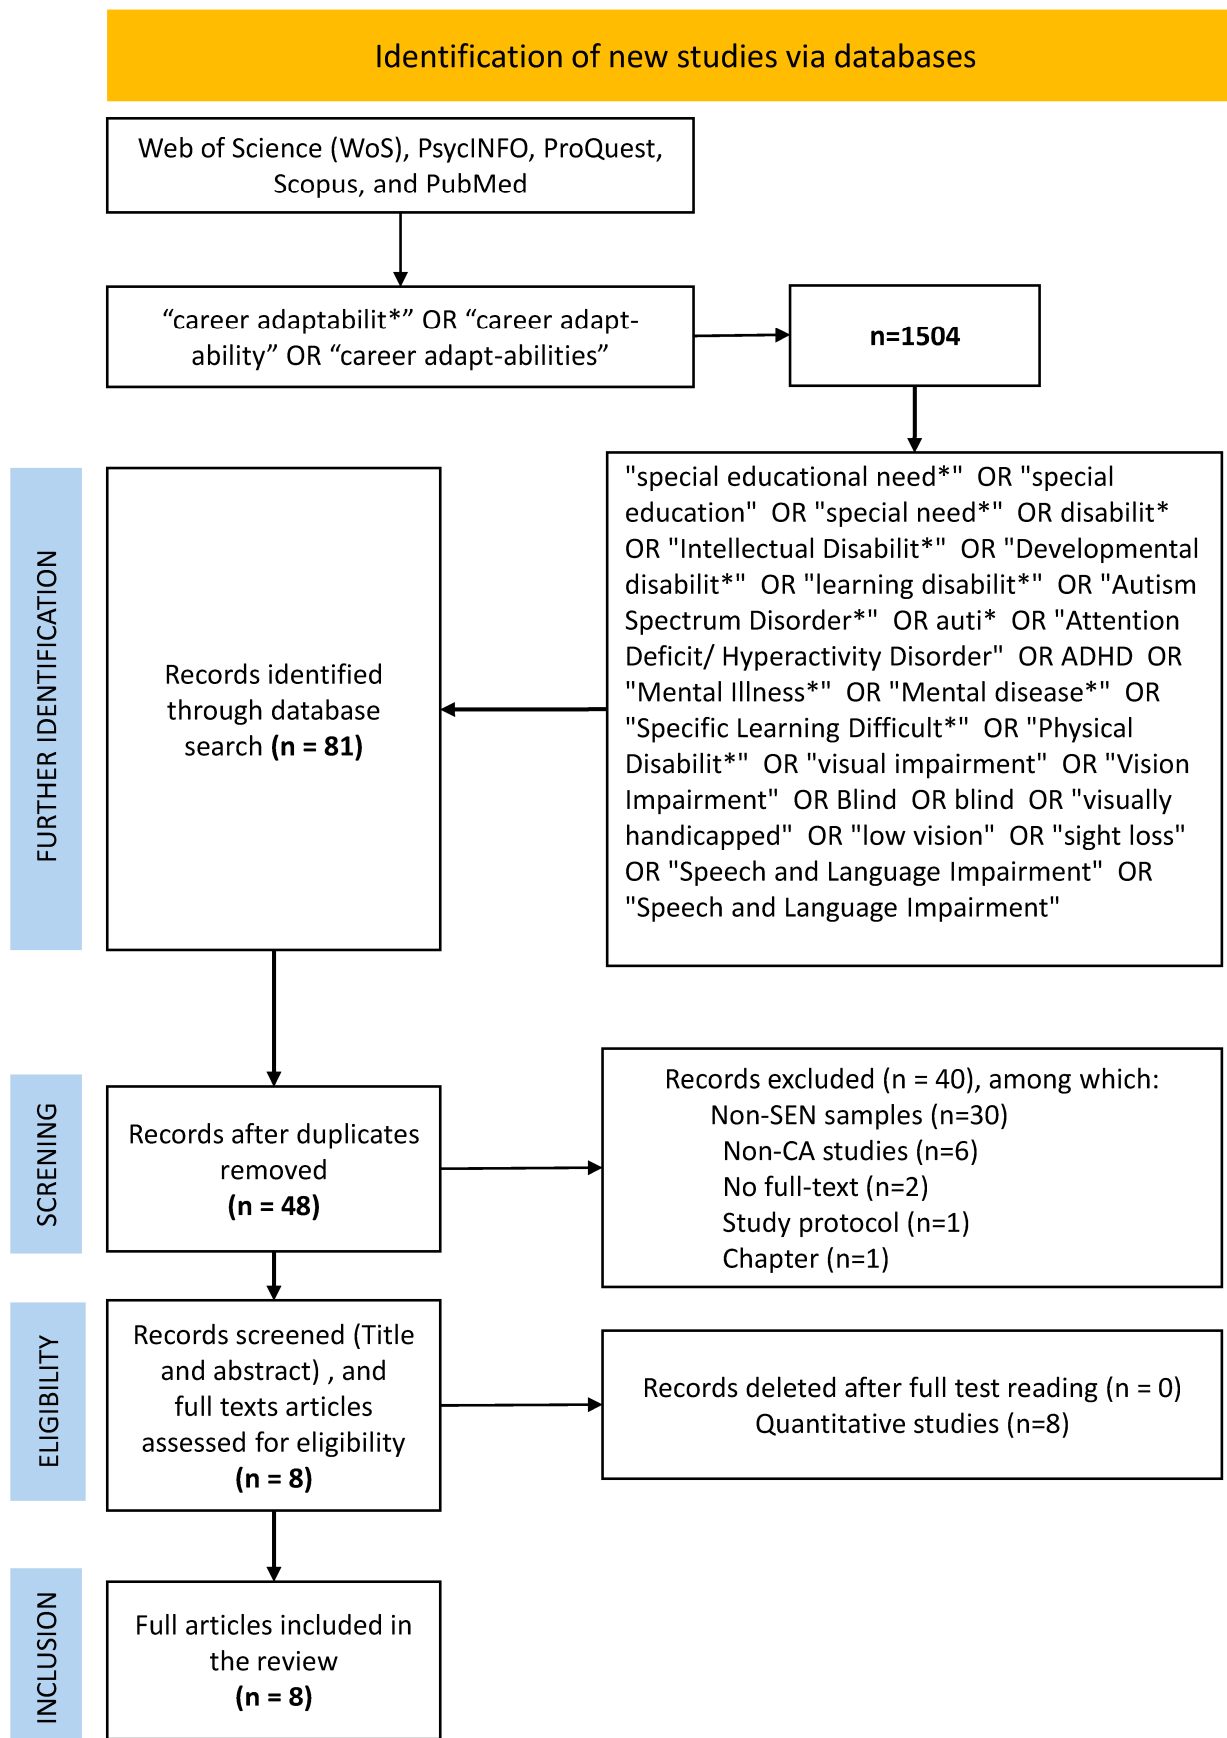 Identification of new studies via databases
Web of Science (WoS), PsycINFO, ProQuest,
Scopus, and PubMed
“career adaptabilit*” OR “career adapt-
ability” OR “career adapt-abilities”
n=1504
FURTHER IDENTIFICATION
Records identified
through database
search (n = 81)
"special educational need*" OR "special
education" OR "special need*" OR disabilit*
OR "Intellectual Disabilit*" OR "Developmental
disabilit*" OR "learning disabilit*" OR "Autism
Spectrum Disorder*" OR auti* OR "Attention
Deficit/ Hyperactivity Disorder" OR ADHD OR
"Mental Illness*" OR "Mental disease*" OR
"Specific Learning Difficult*" OR "Physical
Disabilit*" OR "visual impairment" OR "Vision
Impairment" OR Blind OR blind OR "visually
handicapped" OR "low vision" OR "sight loss"
OR "Speech and Language Impairment" OR
"Speech and Language Impairment"
SCRENING
Records after duplicates
removed
(n = 48)
Records excluded (n = 40), among which:
Non-SEN samples (n=30)
Non-CA studies (n=6)
No full-text (n=2)
Study protocol (n=1)
Chapter (n=1)
ELIGIBILITY
Records screened (Title
and abstract) , and
full texts articles
assessed for eligibility
(n = 8)
Records deleted after full test reading (n = 0)
Quantitative studies (n=8)
INCLUSION
Full articles included in
the review
(n = 8)